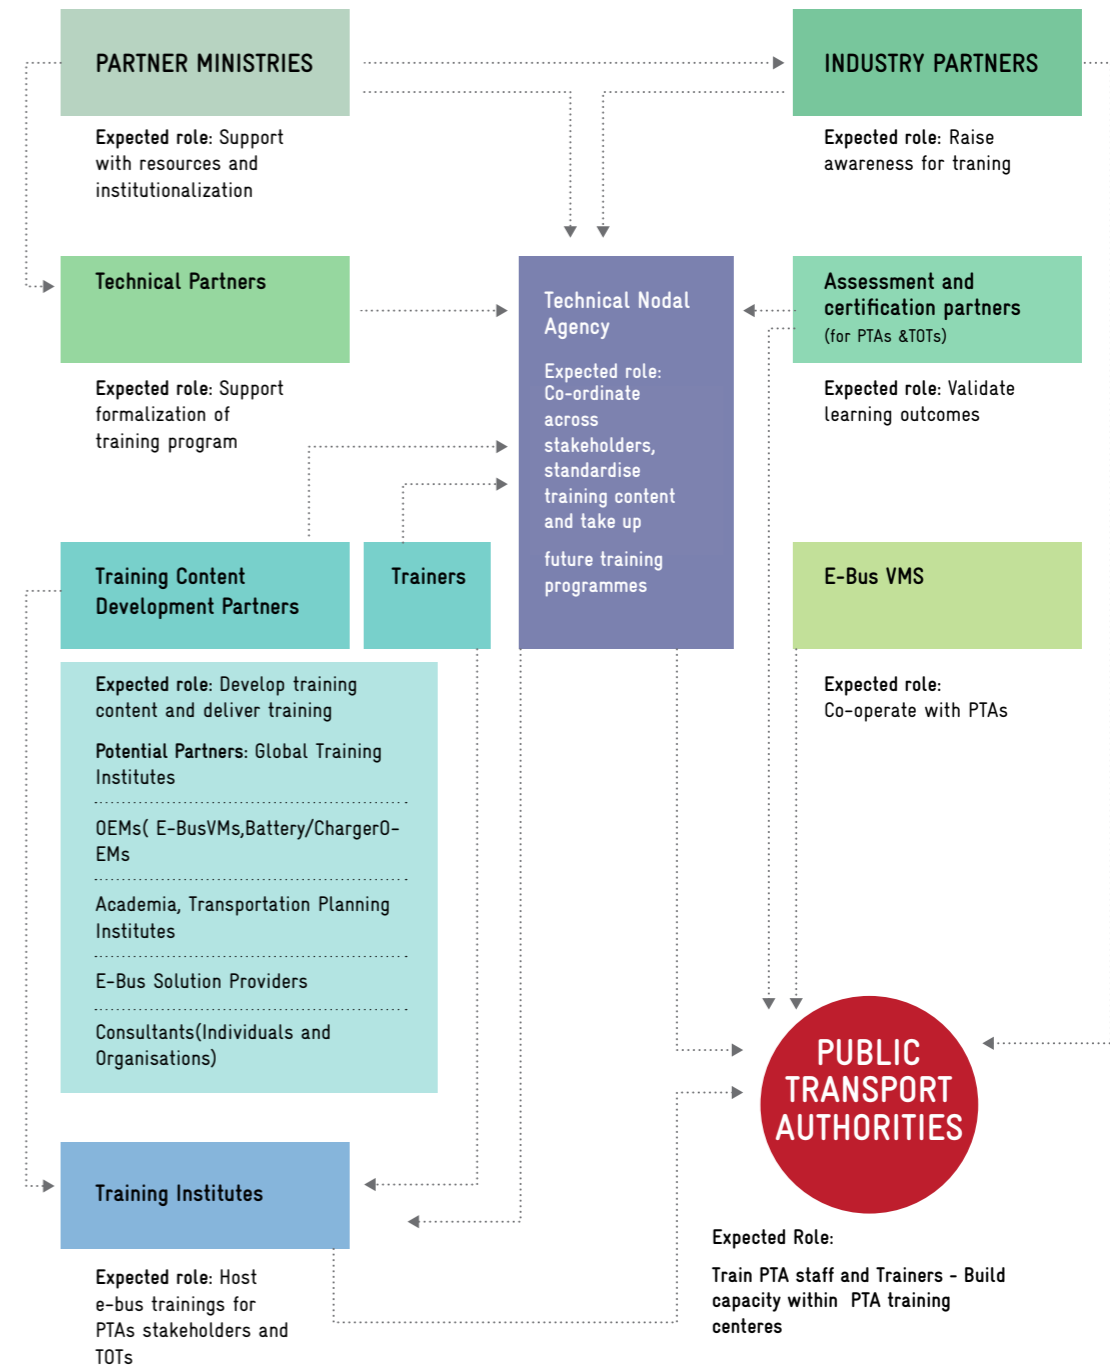 PARTNER MINISTRIES
Expected role: Support
with resources and
institutionalization
INDUSTRY PARTNERS
Expected role: Raise
awareness for traning
Technical Partners
Expected role: Support
formalization of
training program
Technical Nodal
Agency
Expected role:
Co-ordinate
across
stakeholders,
standardise
training content
and take up
future training
programmes
Assessment and
certification partners
(for PTAs &TOTs)
Expected role: Validate
learning outcomes
Training Content
Development Partners
Trainers
E-Bus VMS
Expected role:
Co-operate with PTAs
Expected role: Develop training
content and deliver training
Potential Partners: Global Training
Institutes
OEMs( E-BusVMs,Battery/ChargerO-
EMs
Academia, Transportation Planning
Institutes
E-Bus Solution Providers
Consultants(Individuals and
Organisations)
PUBLIC
TRANSPORT
AUTHORITIES
Expected Role:
Train PTA staff and Trainers - Build
capacity within PTA training
centeres
Training Institutes
Expected role: Host
e-bus trainings for
PTAs stakeholders and
TOTs